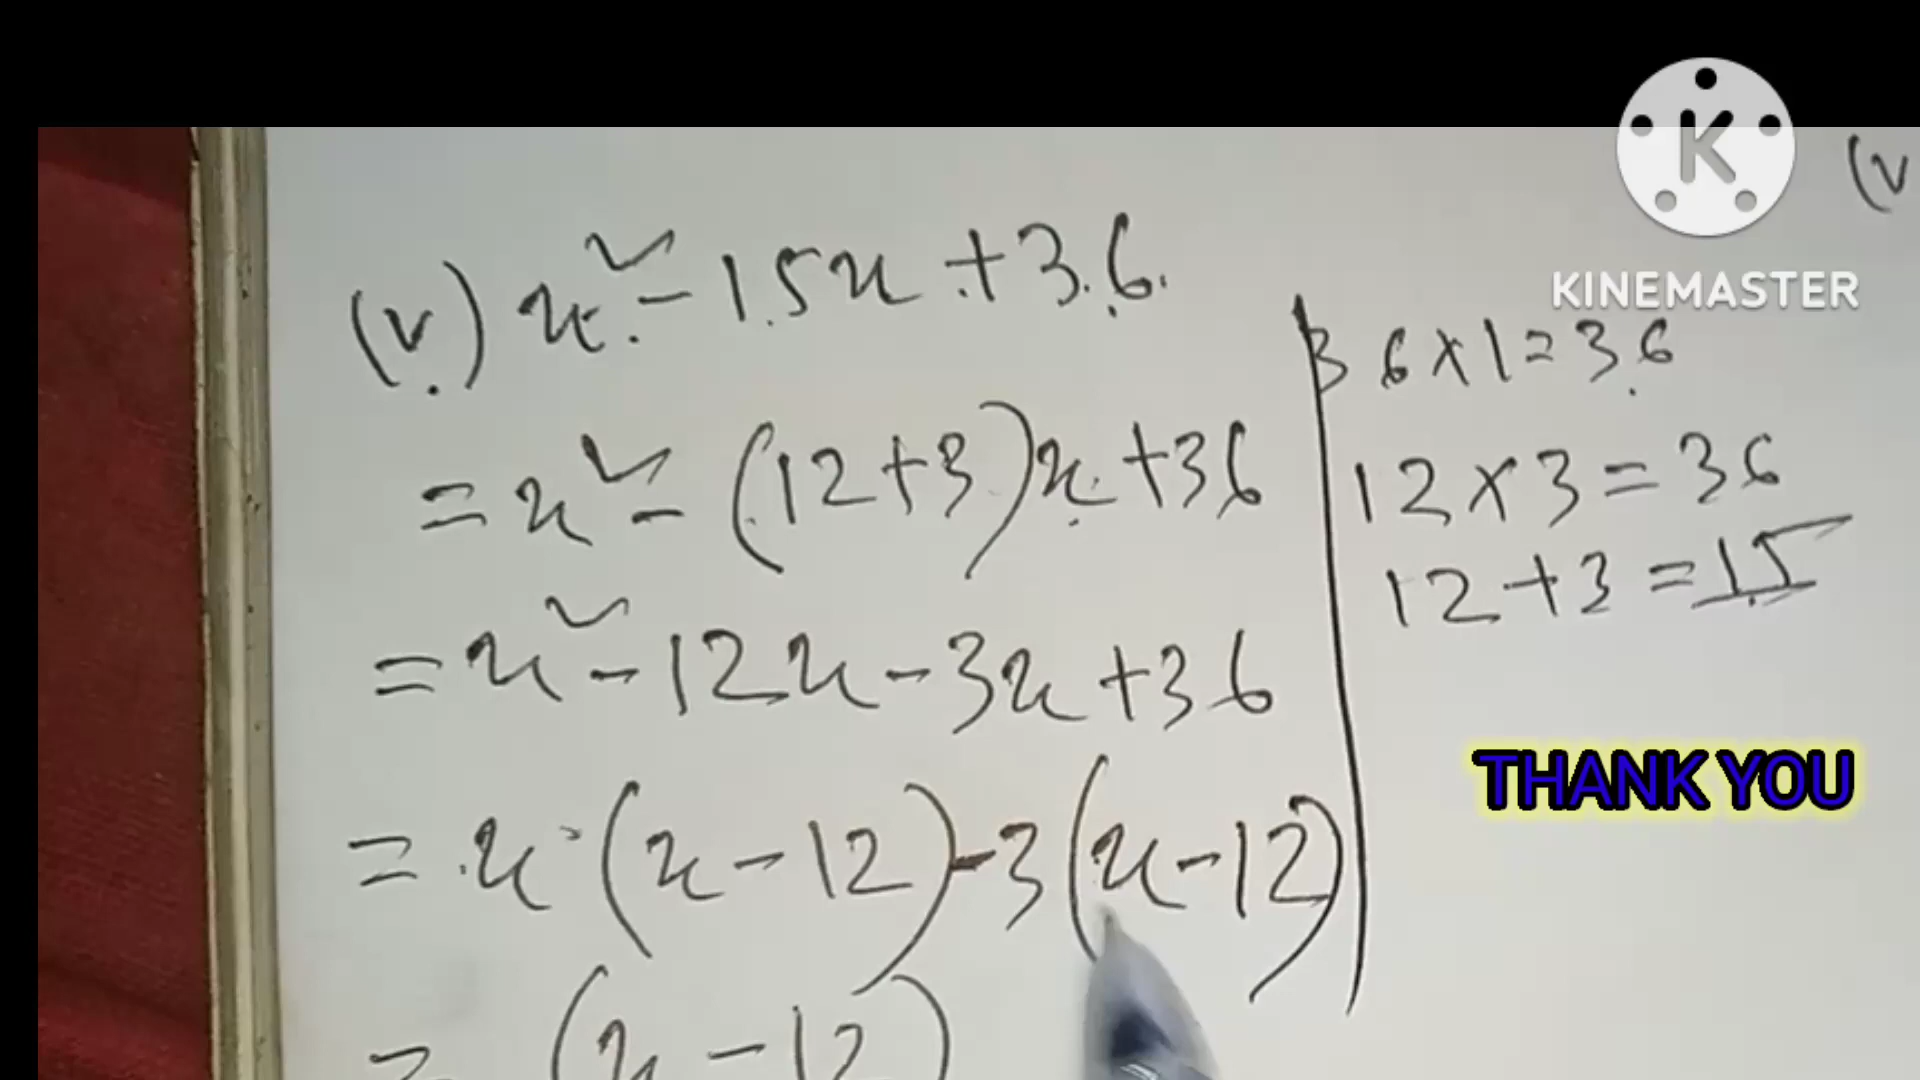 (v
KINEMASTER
(v) x² - 15x + 36
= x² - (12+3)x + 36
= x² - 12x - 3x + 36
= x (x - 12) - 3 (x - 12)
= (x - 12)
36 x 1 = 36
12 x 3 = 36
12 + 3 = 15
THANK YOU